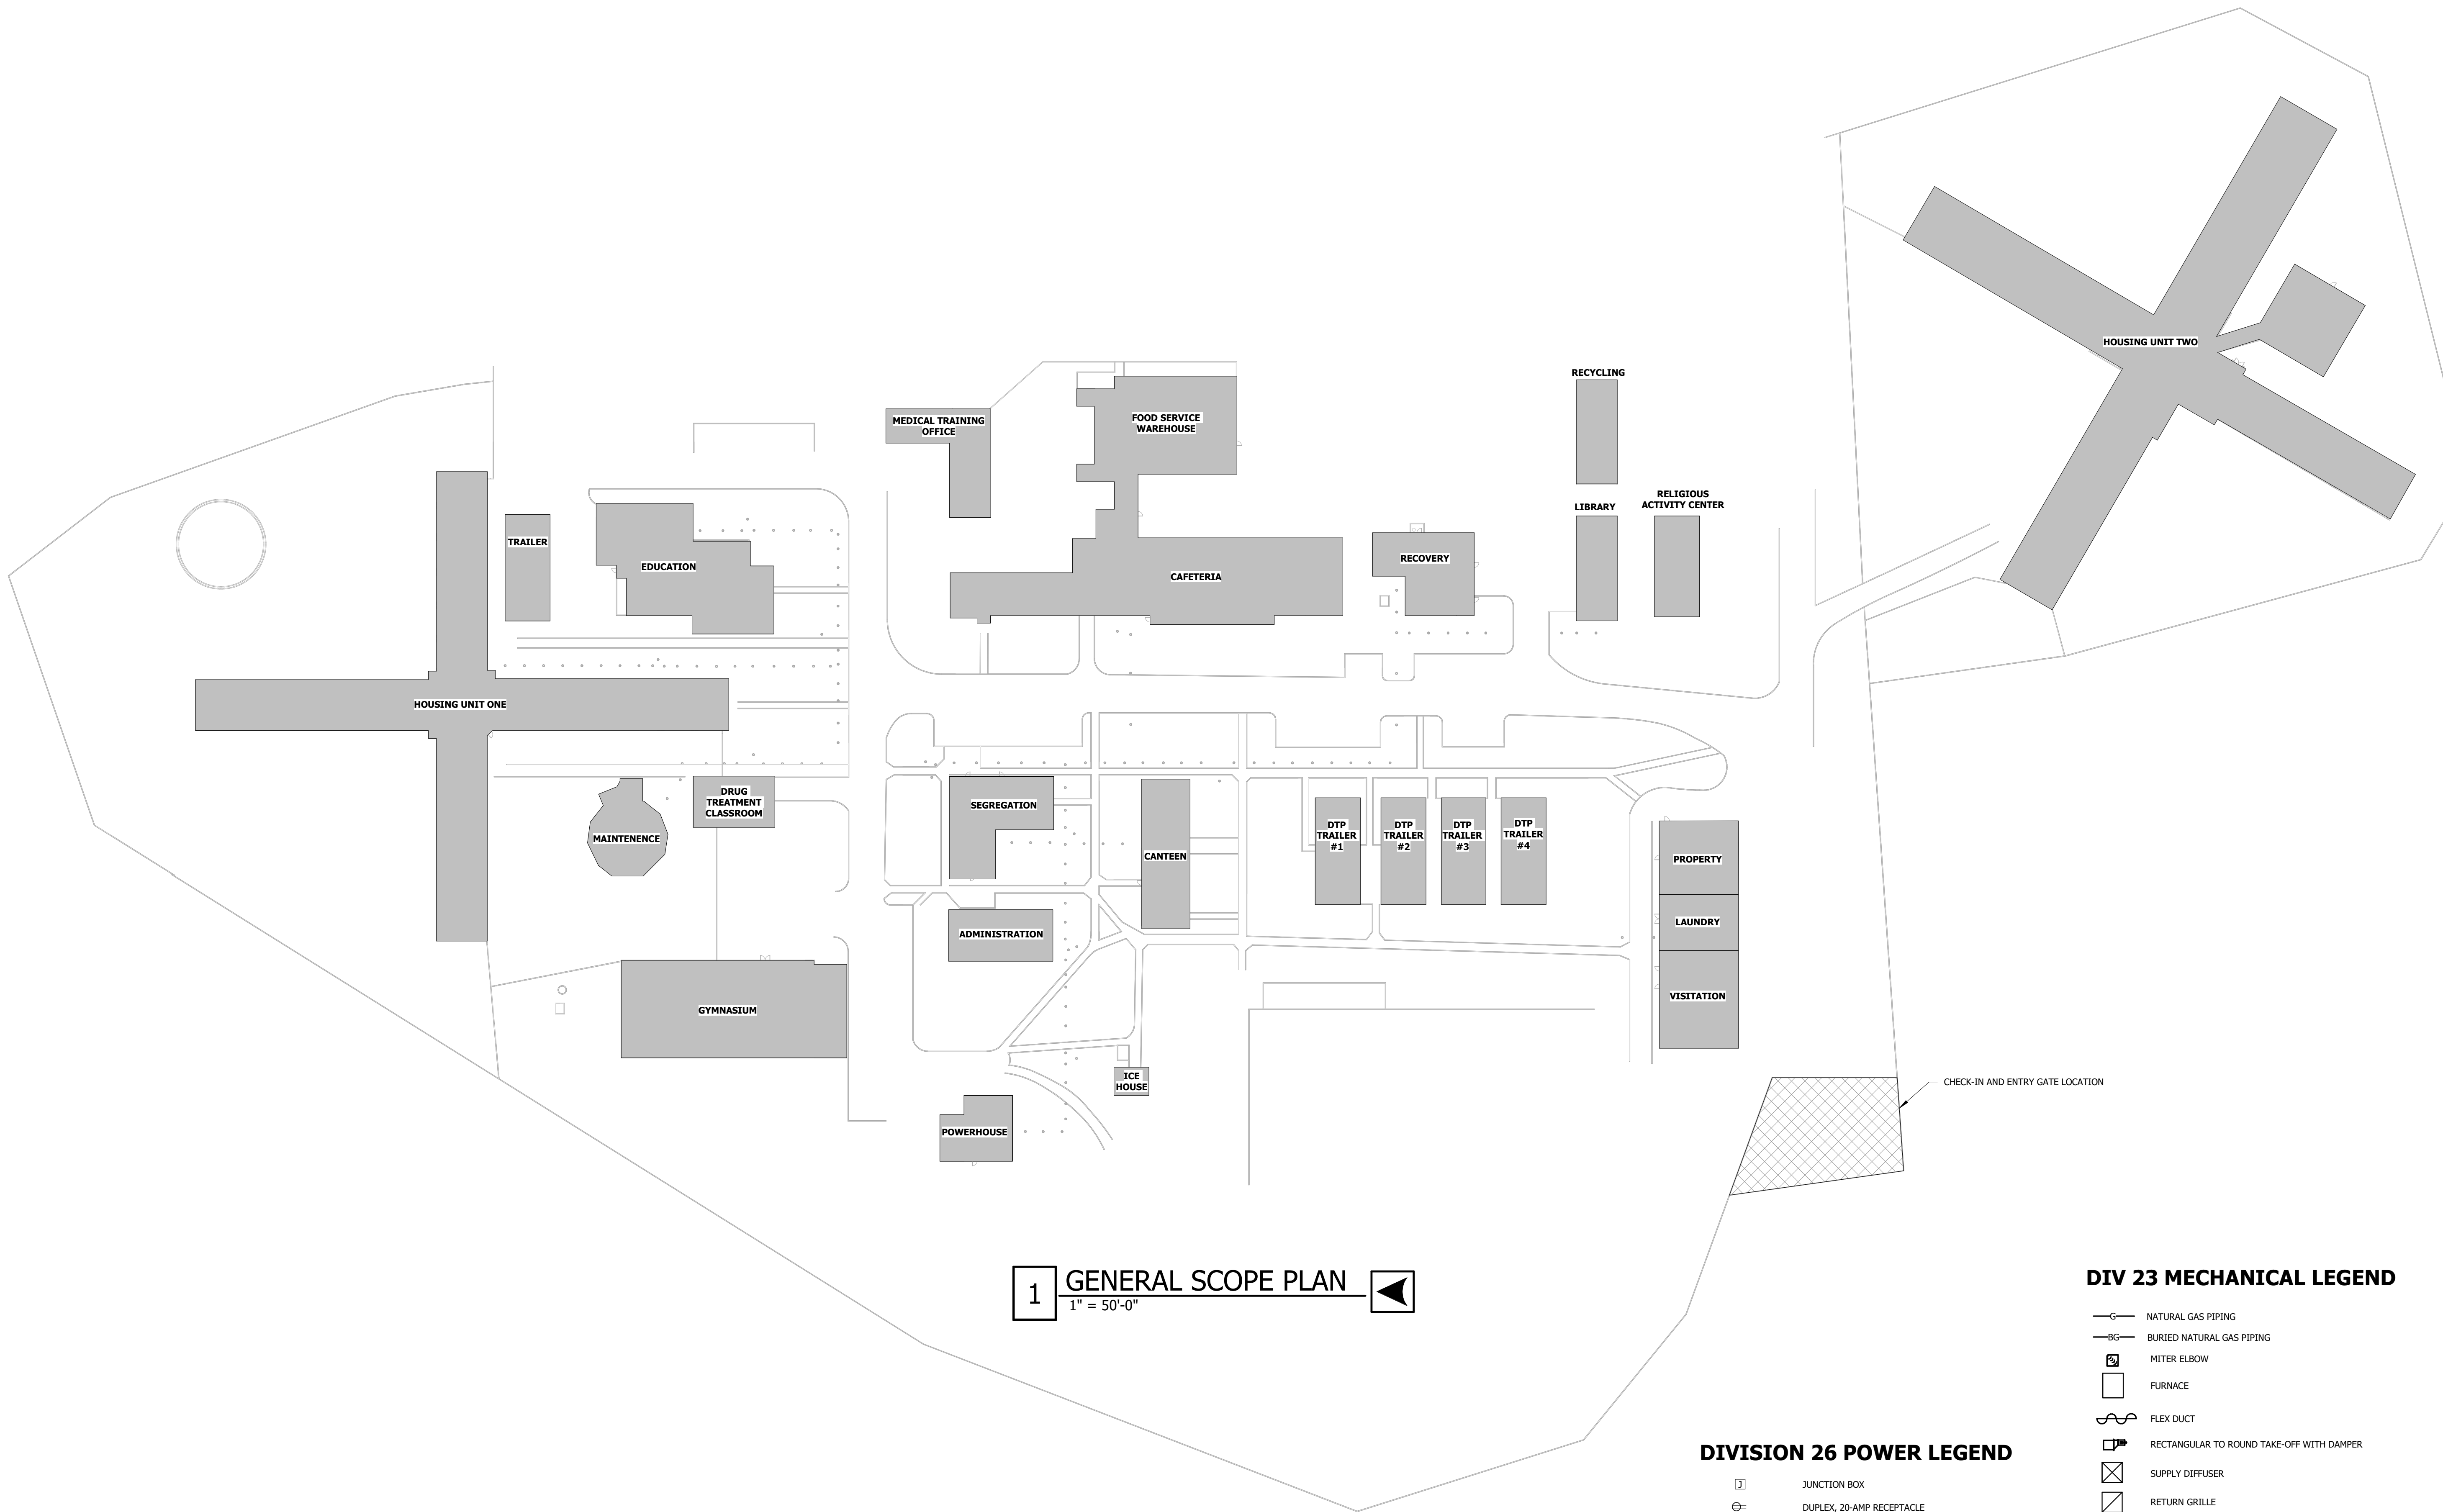 HOUSING UNIT TWO
RECYCLING
MEDICAL TRAINING
OFFICE
FOOD SERVICE
WAREHOUSE
RELIGIOUS
ACTIVITY CENTER
LIBRARY
TRAILER
EDUCATION
RECOVERY
CAFETERIA
HOUSING UNIT ONE
DRUG
TREATMENT
CLASSROOM
MAINTENENCE
SEGREGATION
CANTEEN
DTP
TRAILER
#1
DTP
TRAILER
#2
DTP
TRAILER
#3
DTP
TRAILER
#4
PROPERTY
LAUNDRY
VISITATION
ADMINISTRATION
GYMNASIUM
ICE
HOUSE
POWERHOUSE
CHECK-IN AND ENTRY GATE LOCATION
1
GENERAL SCOPE PLAN
1" = 50'-0"
DIV 23 MECHANICAL LEGEND
G NATURAL GAS PIPING
BG BURIED NATURAL GAS PIPING
MITER ELBOW
FURNACE
FLEX DUCT
RECTANGULAR TO ROUND TAKE-OFF WITH DAMPER
SUPPLY DIFFUSER
RETURN GRILLE
DIVISION 26 POWER LEGEND
J JUNCTION BOX
DUPLEX, 20-AMP RECEPTACLE